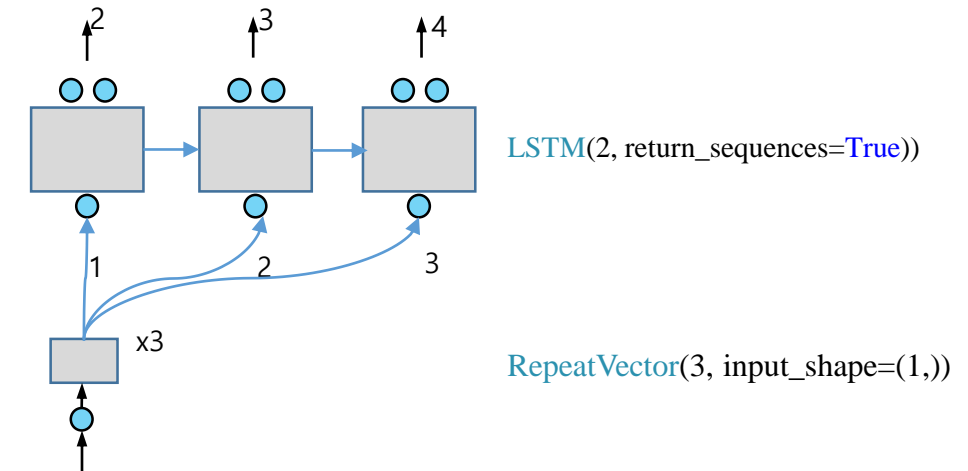 2
3
4
LSTM(2, return_sequences=True))
1
2
3
x3
RepeatVector(3, input_shape=(1,))